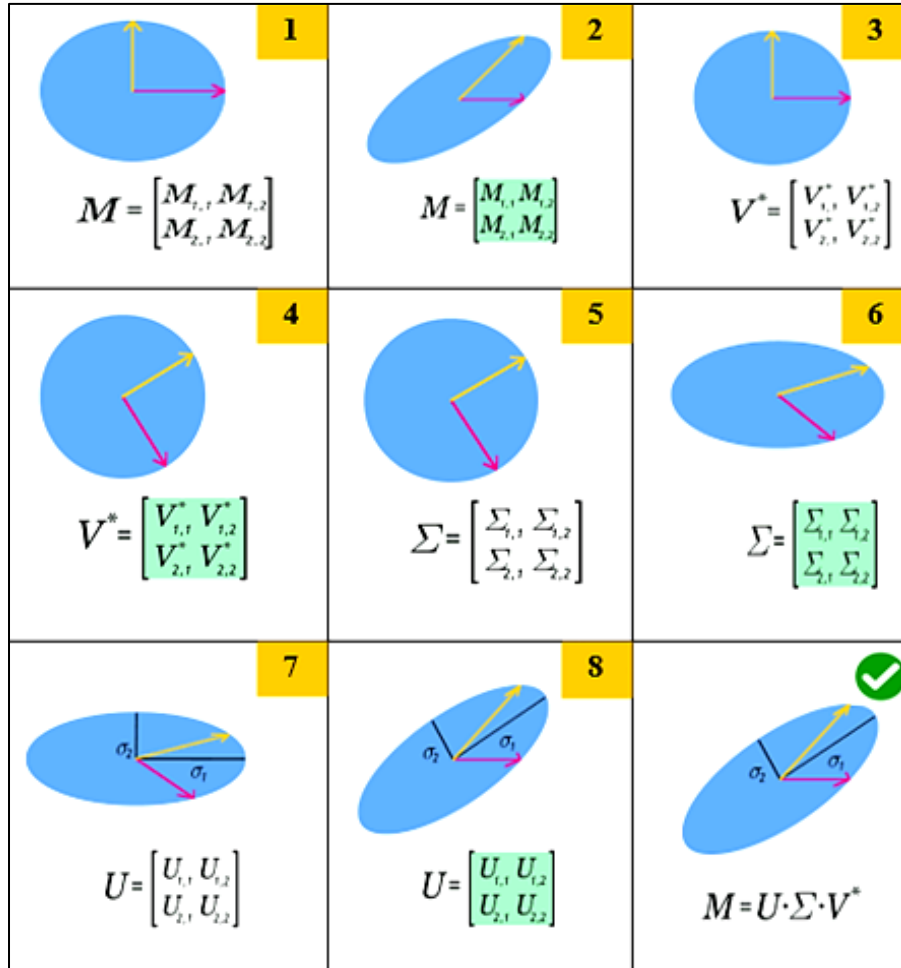 1
M = [M₁,₁ M₁,₂
M₂,₁ M₂,₂]
2
M = [M₁,₁ M₁,₂
M₂,₁ M₂,₂]
3
V* = [V*₁,₁ V*₁,₂
V*₂,₁ V*₂,₂]
4
V* = [V*₁,₁ V*₁,₂
V*₂,₁ V*₂,₂]
5
Σ = [Σ₁,₁ Σ₁,₂
Σ₂,₁ Σ₂,₂]
6
Σ = [Σ₁,₁ Σ₁,₂
Σ₂,₁ Σ₂,₂]
7
σ₂
σ₁
U = [U₁,₁ U₁,₂
U₂,₁ U₂,₂]
8
σ₁
σ₂
U = [U₁,₁ U₁,₂
U₂,₁ U₂,₂]
σ₁
σ₂
M = U·Σ·V*